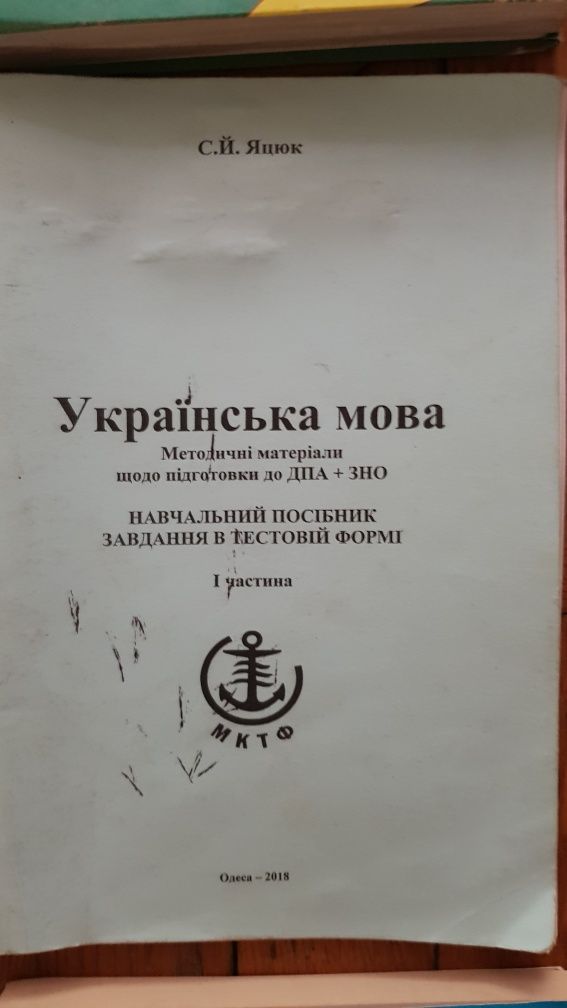 С.Й. Яцюк
Українська мова
Методичні матеріали
щодо підготовки до ДПА + ЗНО
НАВЧАЛЬНИЙ ПОСІБНИК
ЗАВДАННЯ В ТЕСТОВІЙ ФОРМІ
І частина
МКТФ
Одеса – 2018